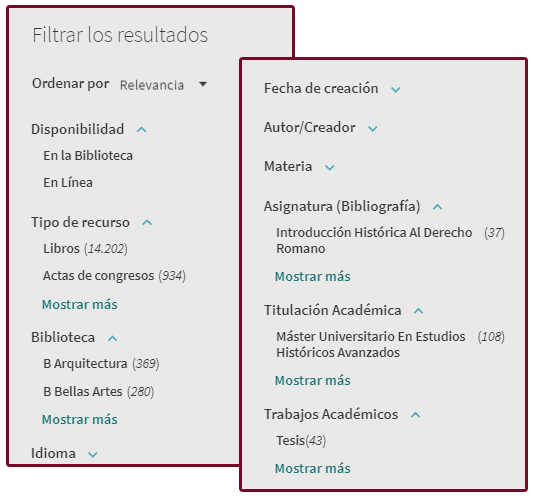 Filtrar los resultados
Ordenar por Relevancia
Disponibilidad
En la Biblioteca
En Línea
Tipo de recurso
Libros (14.202)
Actas de congresos (934)
Mostrar más
Biblioteca
B Arquitectura (369)
B Bellas Artes (280)
Mostrar más
Idioma
Fecha de creación
Autor/Creador
Materia
Asignatura (Bibliografía)
Introducción Histórica Al Derecho (37)
Romano
Mostrar más
Titulación Académica
Máster Universitario En Estudios (108)
Históricos Avanzados
Mostrar más
Trabajos Académicos
Tesis(43)
Mostrar más